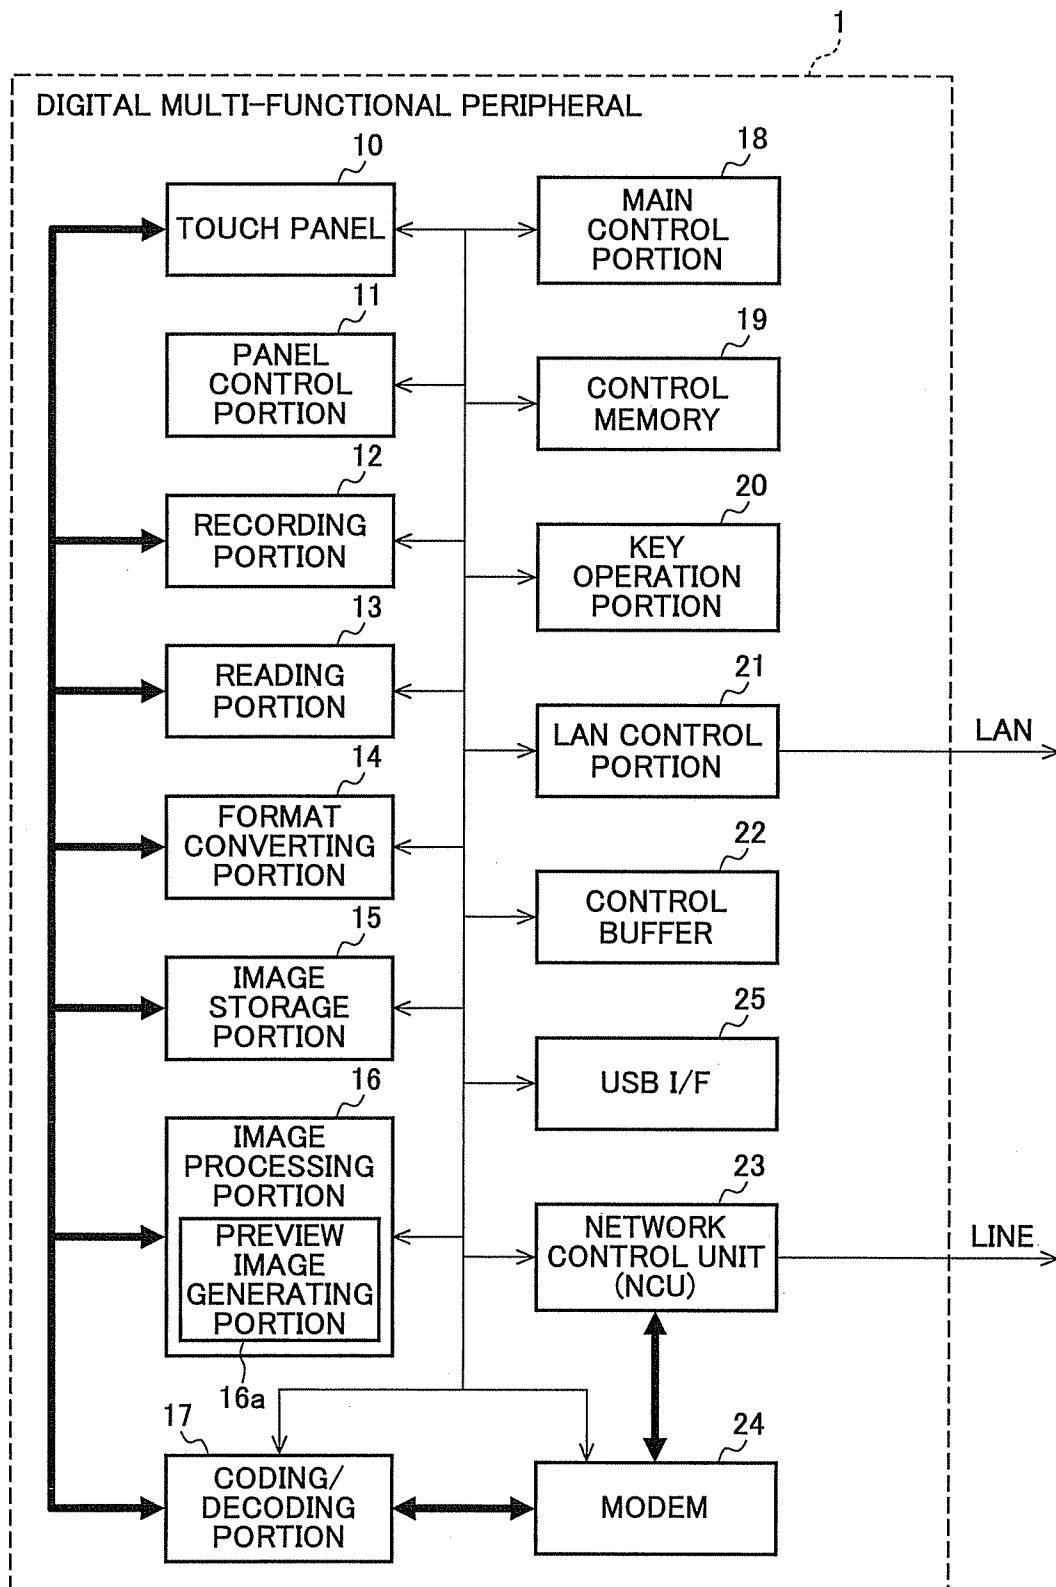 1
DIGITAL MULTI-FUNCTIONAL PERIPHERAL
10
TOUCH PANEL
11
PANEL
CONTROL
PORTION
12
RECORDING
PORTION
13
READING
PORTION
14
FORMAT
CONVERTING
PORTION
15
IMAGE
STORAGE
PORTION
16
IMAGE
PROCESSING
PORTION
PREVIEW
IMAGE
GENERATING
PORTION
16a
17
CODING/
DECODING
PORTION
18
MAIN
CONTROL
PORTION
19
CONTROL
MEMORY
20
KEY
OPERATION
PORTION
21
LAN CONTROL
PORTION
LAN
22
CONTROL
BUFFER
25
USB I/F
23
NETWORK
CONTROL UNIT
(NCU)
LINE
24
MODEM